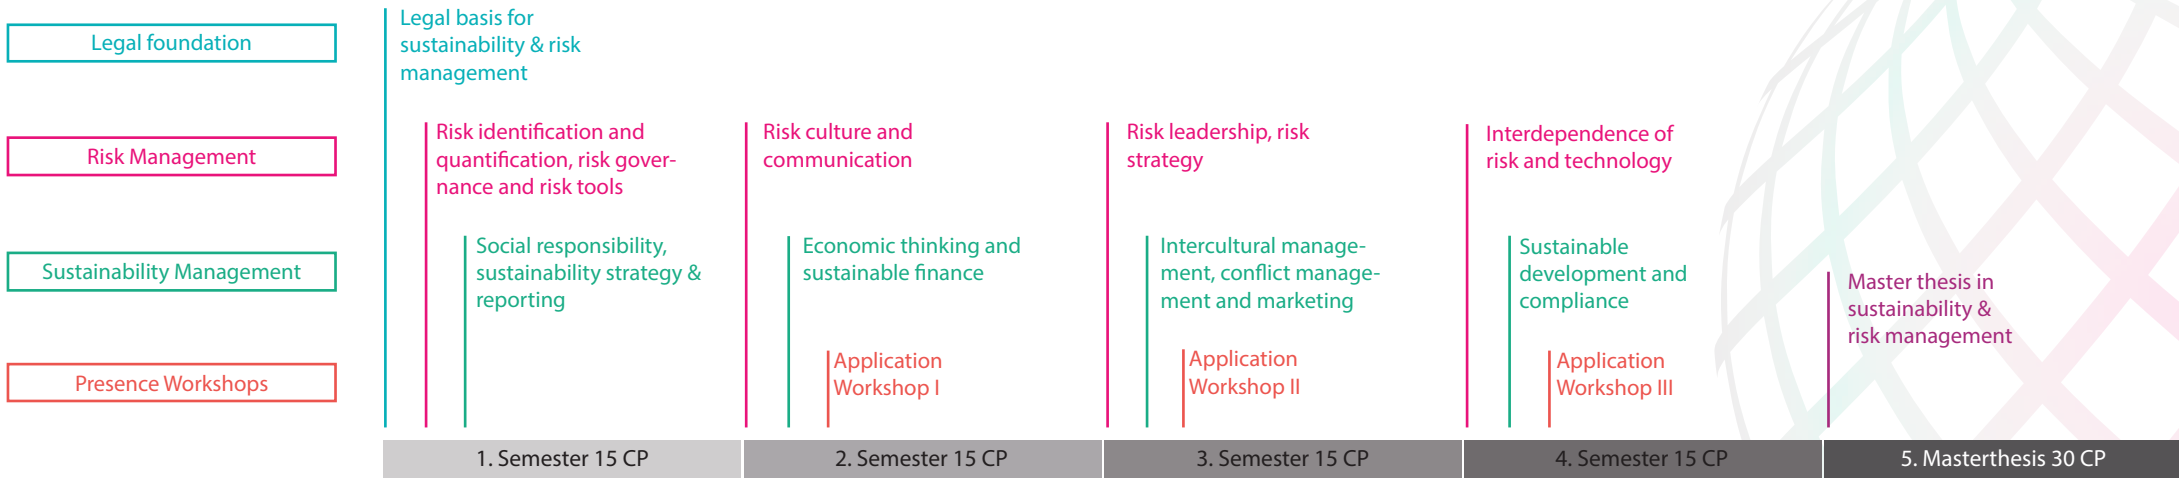 Legal foundation
Legal basis for
sustainability & risk
management
Risk Management
Risk identification and
quantification, risk gover-
nance and risk tools
Risk culture and
communication
Risk leadership, risk
strategy
Interdependence of
risk and technology
Sustainability Management
Social responsibility,
sustainability strategy &
reporting
Economic thinking and
sustainable finance
Intercultural manage-
ment, conflict manage-
ment and marketing
Sustainable
development and
compliance
Master thesis in
sustainability &
risk management
Presence Workshops
Application
Workshop I
Application
Workshop II
Application
Workshop III
1. Semester 15 CP
2. Semester 15 CP
3. Semester 15 CP
4. Semester 15 CP
5. Masterthesis 30 CP